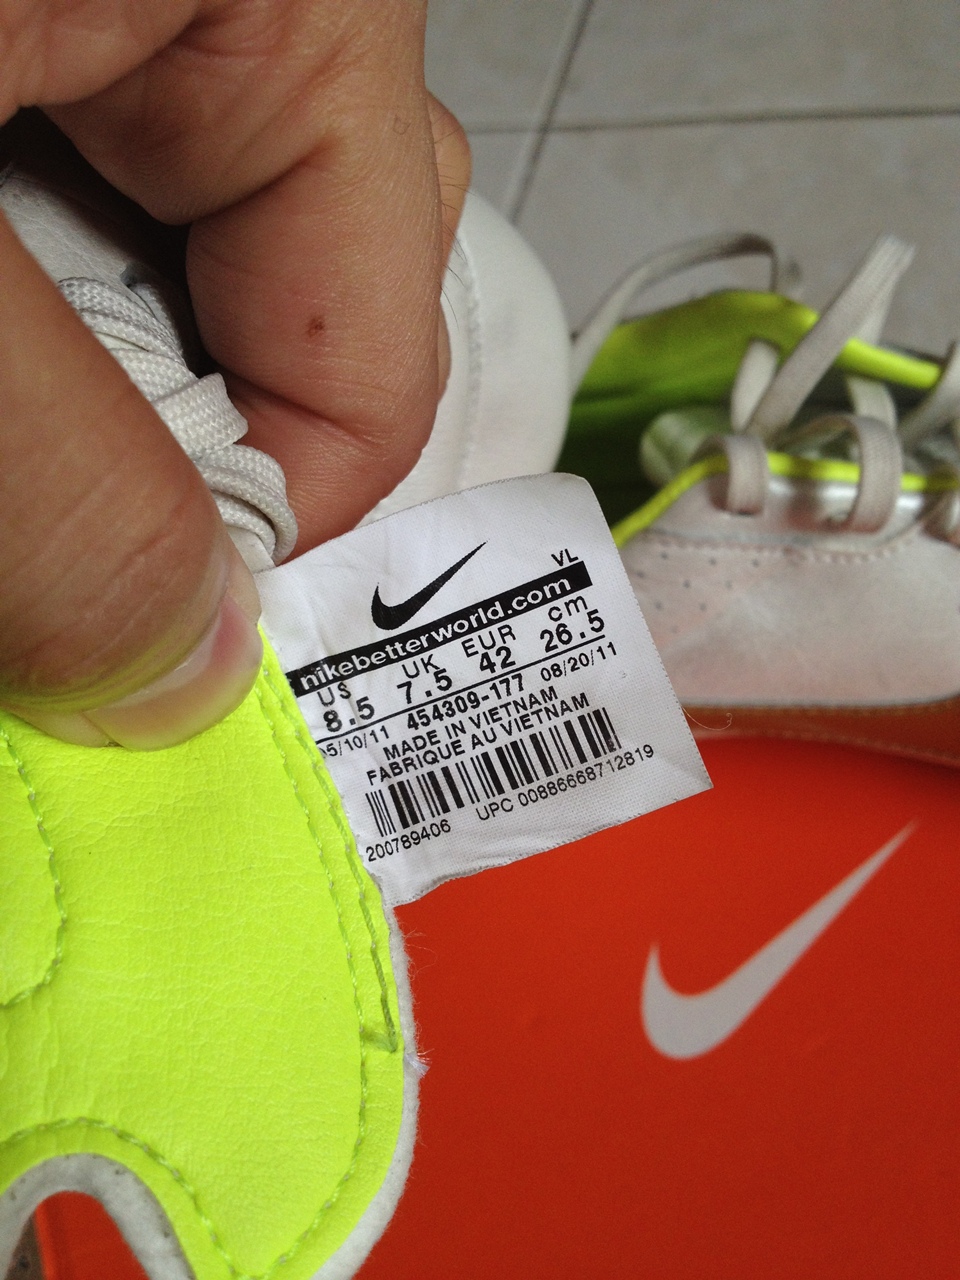 VL
nikebetterworld.com
US UK EUR cm
8.5 7.5 42 26.5
05/10/11 454309-177 08/20/11
MADE IN VIETNAM
FABRIQUE AU VIETNAM
200789406 UPC 00886668712819